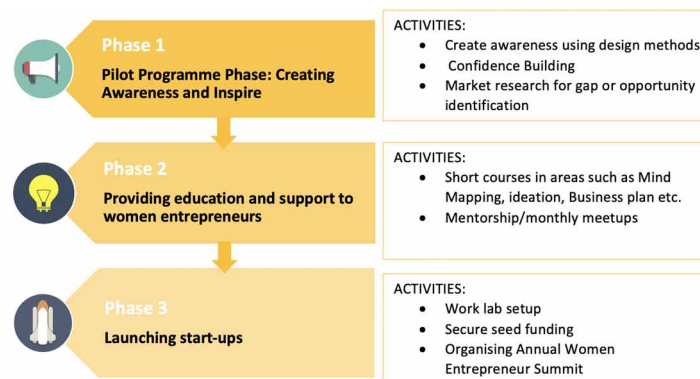 Phase 1
Pilot Programme Phase: Creating
Awareness and Inspire
ACTIVITIES:
• Create awareness using design methods
• Confidence Building
• Market research for gap or opportunity
identification
Phase 2
Providing education and support to
women entrepreneurs
ACTIVITIES:
• Short courses in areas such as Mind
Mapping, ideation, Business plan etc.
• Mentorship/monthly meetups
Phase 3
Launching start-ups
ACTIVITIES:
• Work lab setup
• Secure seed funding
• Organising Annual Women
Entrepreneur Summit